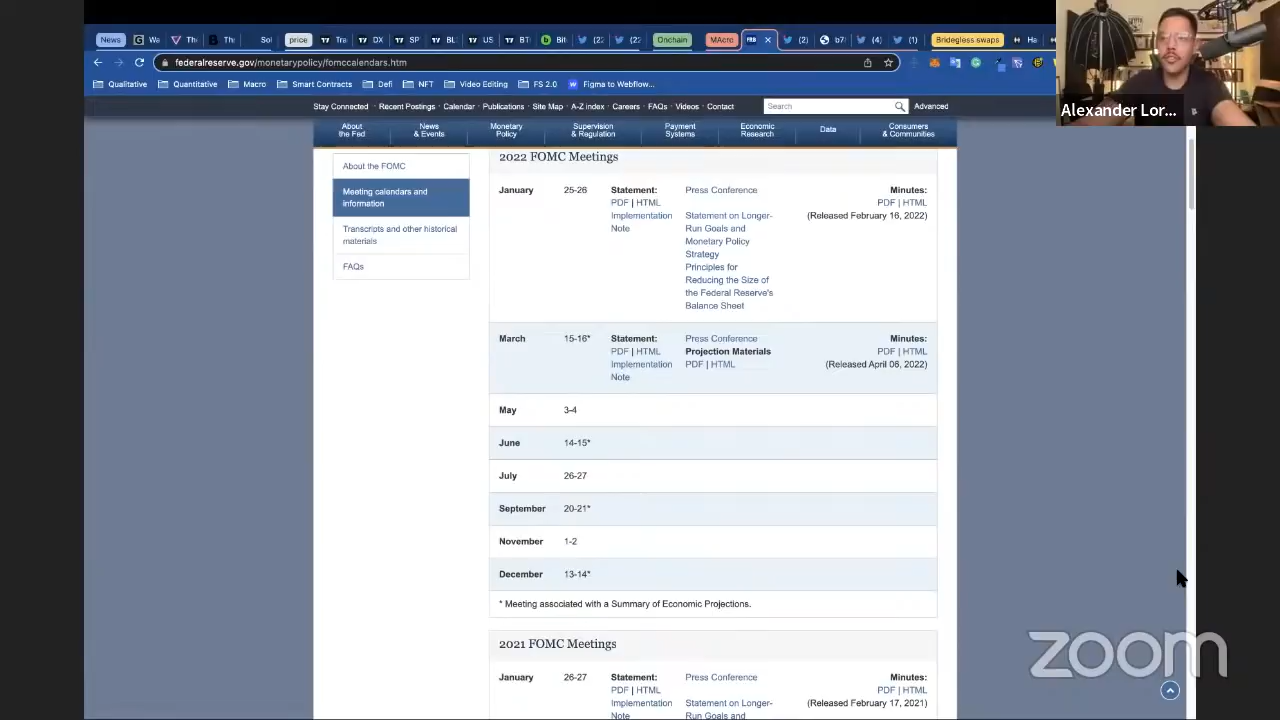 News
price
Onchain
MAcro
Bridgeless swaps
federalreserve.gov/monetarypolicy/fomccalendars.htm
Qualitative Quantitative Macro Smart Contracts Defi NFT Video Editing FS 2.0 Figma to Webflow...
Alexander Lor...
Stay Connected Recent Postings Calendar Publications Site Map A-Z index Careers FAQs Videos Contact Search Advanced
About the Fed
News & Events
Monetary Policy
Supervision & Regulation
Payment Systems
Economic Research
Data
Consumers & Communities
About the FOMC
Meeting calendars and
information
Transcripts and other historical
materials
FAQs
2022 FOMC Meetings
January 25-26 Statement: Press Conference Minutes:
PDF | HTML PDF | HTML
Implementation Statement on Longer- (Released February 16, 2022)
Note Run Goals and
Monetary Policy
Strategy
Principles for
Reducing the Size of
the Federal Reserve's
Balance Sheet
March 15-16* Statement: Press Conference Minutes:
PDF | HTML Projection Materials PDF | HTML
Implementation PDF | HTML (Released April 06, 2022)
Note
May 3-4
June 14-15*
July 26-27
September 20-21*
November 1-2
December 13-14*
* Meeting associated with a Summary of Economic Projections.
2021 FOMC Meetings
January 26-27 Statement: Press Conference Minutes:
PDF | HTML PDF | HTML
Implementation Statement on Longer- (Released February 17, 2021)
Note Run Goals and
zoom